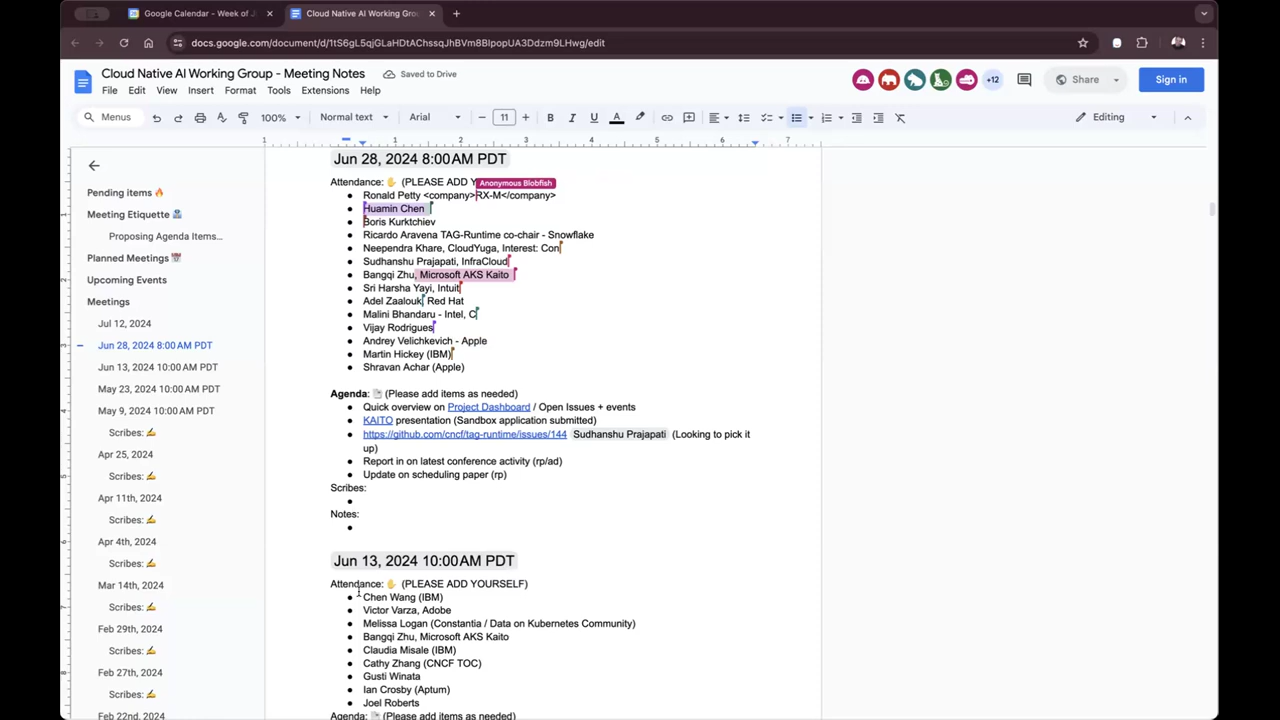 Google Calendar - Week of J
Cloud Native AI Working Gro
docs.google.com/document/d/1tS6gL5qjGLaHDtAChssqJhBVm8BlpopUA3Ddzm9LHwg/edit
Cloud Native AI Working Group - Meeting Notes
Saved to Drive
File Edit View Insert Format Tools Extensions Help
+12
Share
Sign in
Menus
100%
Normal text
Arial
11
Editing
1 1 2 3 4 5 6 7
Pending items 🔥
Meeting Etiquette
Proposing Agenda Items...
Planned Meetings 📅
Upcoming Events
Meetings
Jul 12, 2024
Jun 28, 2024 8:00AM PDT
Jun 13, 2024 10:00AM PDT
May 23, 2024 10:00AM PDT
May 9, 2024 10:00AM PDT
Scribes: ✍️
Apr 25, 2024
Scribes: ✍️
Apr 11th, 2024
Scribes: ✍️
Apr 4th, 2024
Scribes: ✍️
Mar 14th, 2024
Scribes: ✍️
Feb 29th, 2024
Scribes: ✍️
Feb 27th, 2024
Scribes: ✍️
Feb 22nd, 2024
Jun 28, 2024 8:00AM PDT
Attendance: ✋ (PLEASE ADD Y
Anonymous Blobfish
● Ronald Petty <company>RX-M</company>
● Huamin Chen
● Boris Kurktchiev
● Ricardo Aravena TAG-Runtime co-chair - Snowflake
● Neependra Khare, CloudYuga, Interest: Con
● Sudhanshu Prajapati, InfraCloud
● Bangqi Zhu, Microsoft AKS Kaito
● Sri Harsha Yayi, Intuit
● Adel Zaalouk, Red Hat
● Malini Bhandaru - Intel, C
● Vijay Rodrigues
● Andrey Velichkevich - Apple
● Martin Hickey (IBM)
● Shravan Achar (Apple)
Agenda: 📑 (Please add items as needed)
● Quick overview on Project Dashboard / Open Issues + events
● KAITO presentation (Sandbox application submitted)
● https://github.com/cncf/tag-runtime/issues/144 Sudhanshu Prajapati (Looking to pick it
up)
● Report in on latest conference activity (rp/ad)
● Update on scheduling paper (rp)
Scribes:
●
Notes:
●
Jun 13, 2024 10:00AM PDT
Attendance: ✋ (PLEASE ADD YOURSELF)
● Chen Wang (IBM)
● Victor Varza, Adobe
● Melissa Logan (Constantia / Data on Kubernetes Community)
● Bangqi Zhu, Microsoft AKS Kaito
● Claudia Misale (IBM)
● Cathy Zhang (CNCF TOC)
● Gusti Winata
● Ian Crosby (Aptum)
● Joel Roberts
Agenda: 📑 (Please add items as needed)